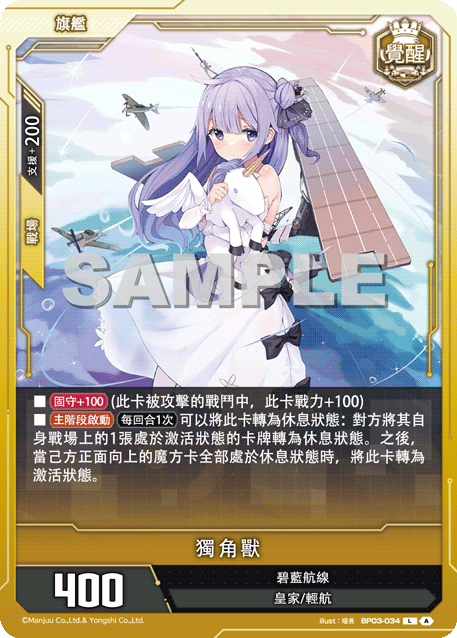 旗艦
覺醒
支援+200
戰場
SAMPLE
■ 固守+100 (此卡被攻擊的戰鬥中，此卡戰力+100)
■ 主階段啟動 每回合1次 可以將此卡轉為休息狀態：對方將其自
身戰場上的1張處於激活狀態的卡牌轉為休息狀態。之後，
當己方正面向上的魔方卡全部處於休息狀態時，將此卡轉為
激活狀態。
獨角獸
400
碧藍航線
皇家/輕航
©Manjuu Co.,Ltd.& Yongshi Co.,Ltd.
illust：喵長 BP03-034 L A